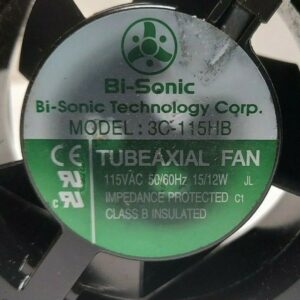 Bi-Sonic
Bi-Sonic Technology Corp.
MODEL : 3C-115HB
CE TUBEAXIAL FAN
115VAC 50/60Hz 15/12W JL
IMPEDANCE PROTECTED C1
CLASS B INSULATED